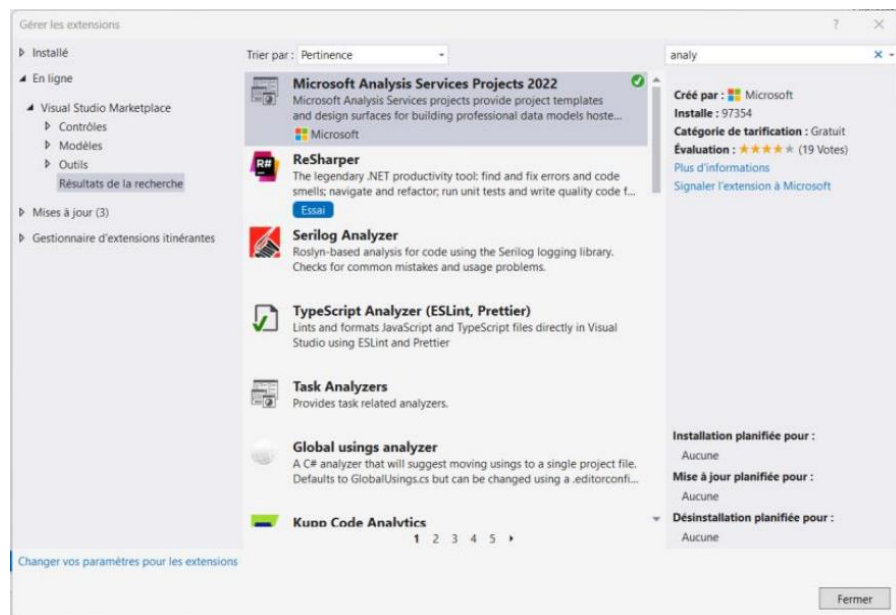 Gérer les extensions
Installé
En ligne
Visual Studio Marketplace
Contrôles
Modèles
Outils
Résultats de la recherche
Mises à jour (3)
Gestionnaire d'extensions itinérantes
Trier par : Pertinence
Microsoft Analysis Services Projects 2022
Microsoft Analysis Services projects provide project templates
and design surfaces for building professional data models hoste...
Microsoft
ReSharper
The legendary .NET productivity tool: find and fix errors and code
smells; navigate and refactor; run unit tests and write quality code f...
Essai
Serilog Analyzer
Roslyn-based analysis for code using the Serilog logging library.
Checks for common mistakes and usage problems.
TypeScript Analyzer (ESLint, Prettier)
Lints and formats JavaScript and TypeScript files directly in Visual
Studio using ESLint and Prettier
Task Analyzers
Provides task related analyzers.
Global usings analyzer
A C# analyzer that will suggest moving usings to a single project file.
Defaults to GlobalUsings.cs but can be changed using a .editorconfi...
Kupp Code Analytics
1 2 3 4 5
analy
Créé par : Microsoft
Installe : 97354
Catégorie de tarification : Gratuit
Évaluation : (19 Votes)
Plus d'informations
Signaler l'extension à Microsoft
Installation planifiée pour :
Aucune
Mise à jour planifiée pour :
Aucune
Désinstallation planifiée pour :
Aucune
Changer vos paramètres pour les extensions
Fermer